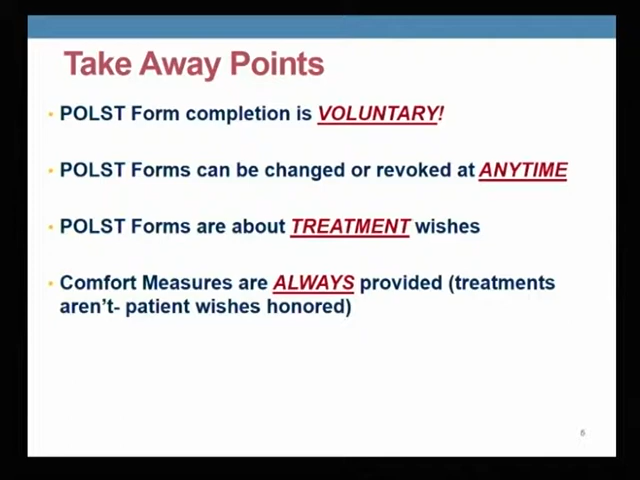 Take Away Points
• POLST Form completion is VOLUNTARY!
• POLST Forms can be changed or revoked at ANYTIME
• POLST Forms are about TREATMENT wishes
• Comfort Measures are ALWAYS provided (treatments
aren't- patient wishes honored)
6